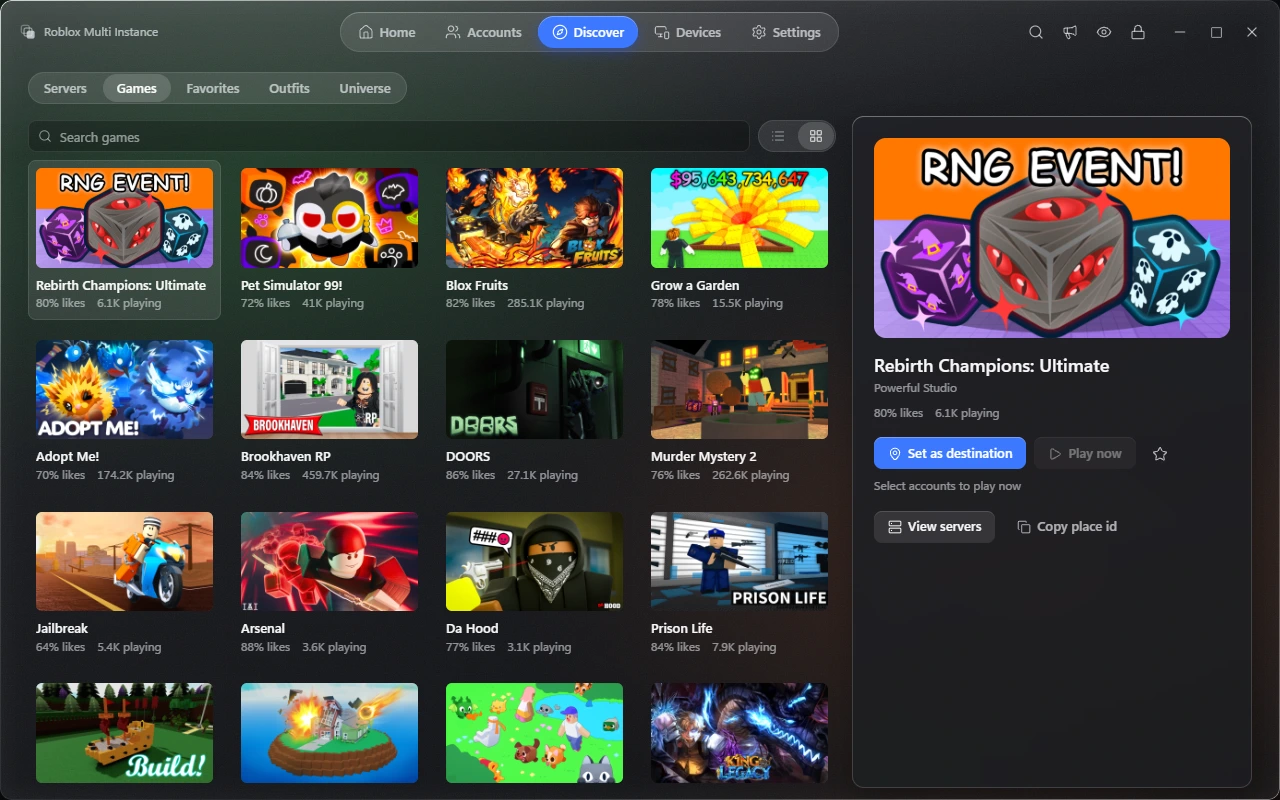 Roblox Multi Instance
Home
Accounts
Discover
Devices
Settings
Servers
Games
Favorites
Outfits
Universe
Search games
RNG EVENT!
Rebirth Champions: Ultimate
80% likes 6.1K playing
Pet Simulator 99!
72% likes 41K playing
BLOX
FRUITS
Blox Fruits
82% likes 285.1K playing
$95,643,734,647
Grow a Garden
78% likes 15.5K playing
ADOPT ME!
Adopt Me!
70% likes 174.2K playing
BROOKHAVEN
RP
Brookhaven RP
84% likes 459.7K playing
DOORS
DOORS
86% likes 27.1K playing
Murder Mystery 2
76% likes 262.6K playing
Jailbreak
64% likes 5.4K playing
Arsenal
88% likes 3.6K playing
###
Da Hood
77% likes 3.1K playing
PRISON LIFE
Prison Life
84% likes 7.9K playing
Build!
KING
LEGACY
RNG EVENT!
Rebirth Champions: Ultimate
Powerful Studio
80% likes 6.1K playing
Set as destination
Play now
Select accounts to play now
View servers
Copy place id